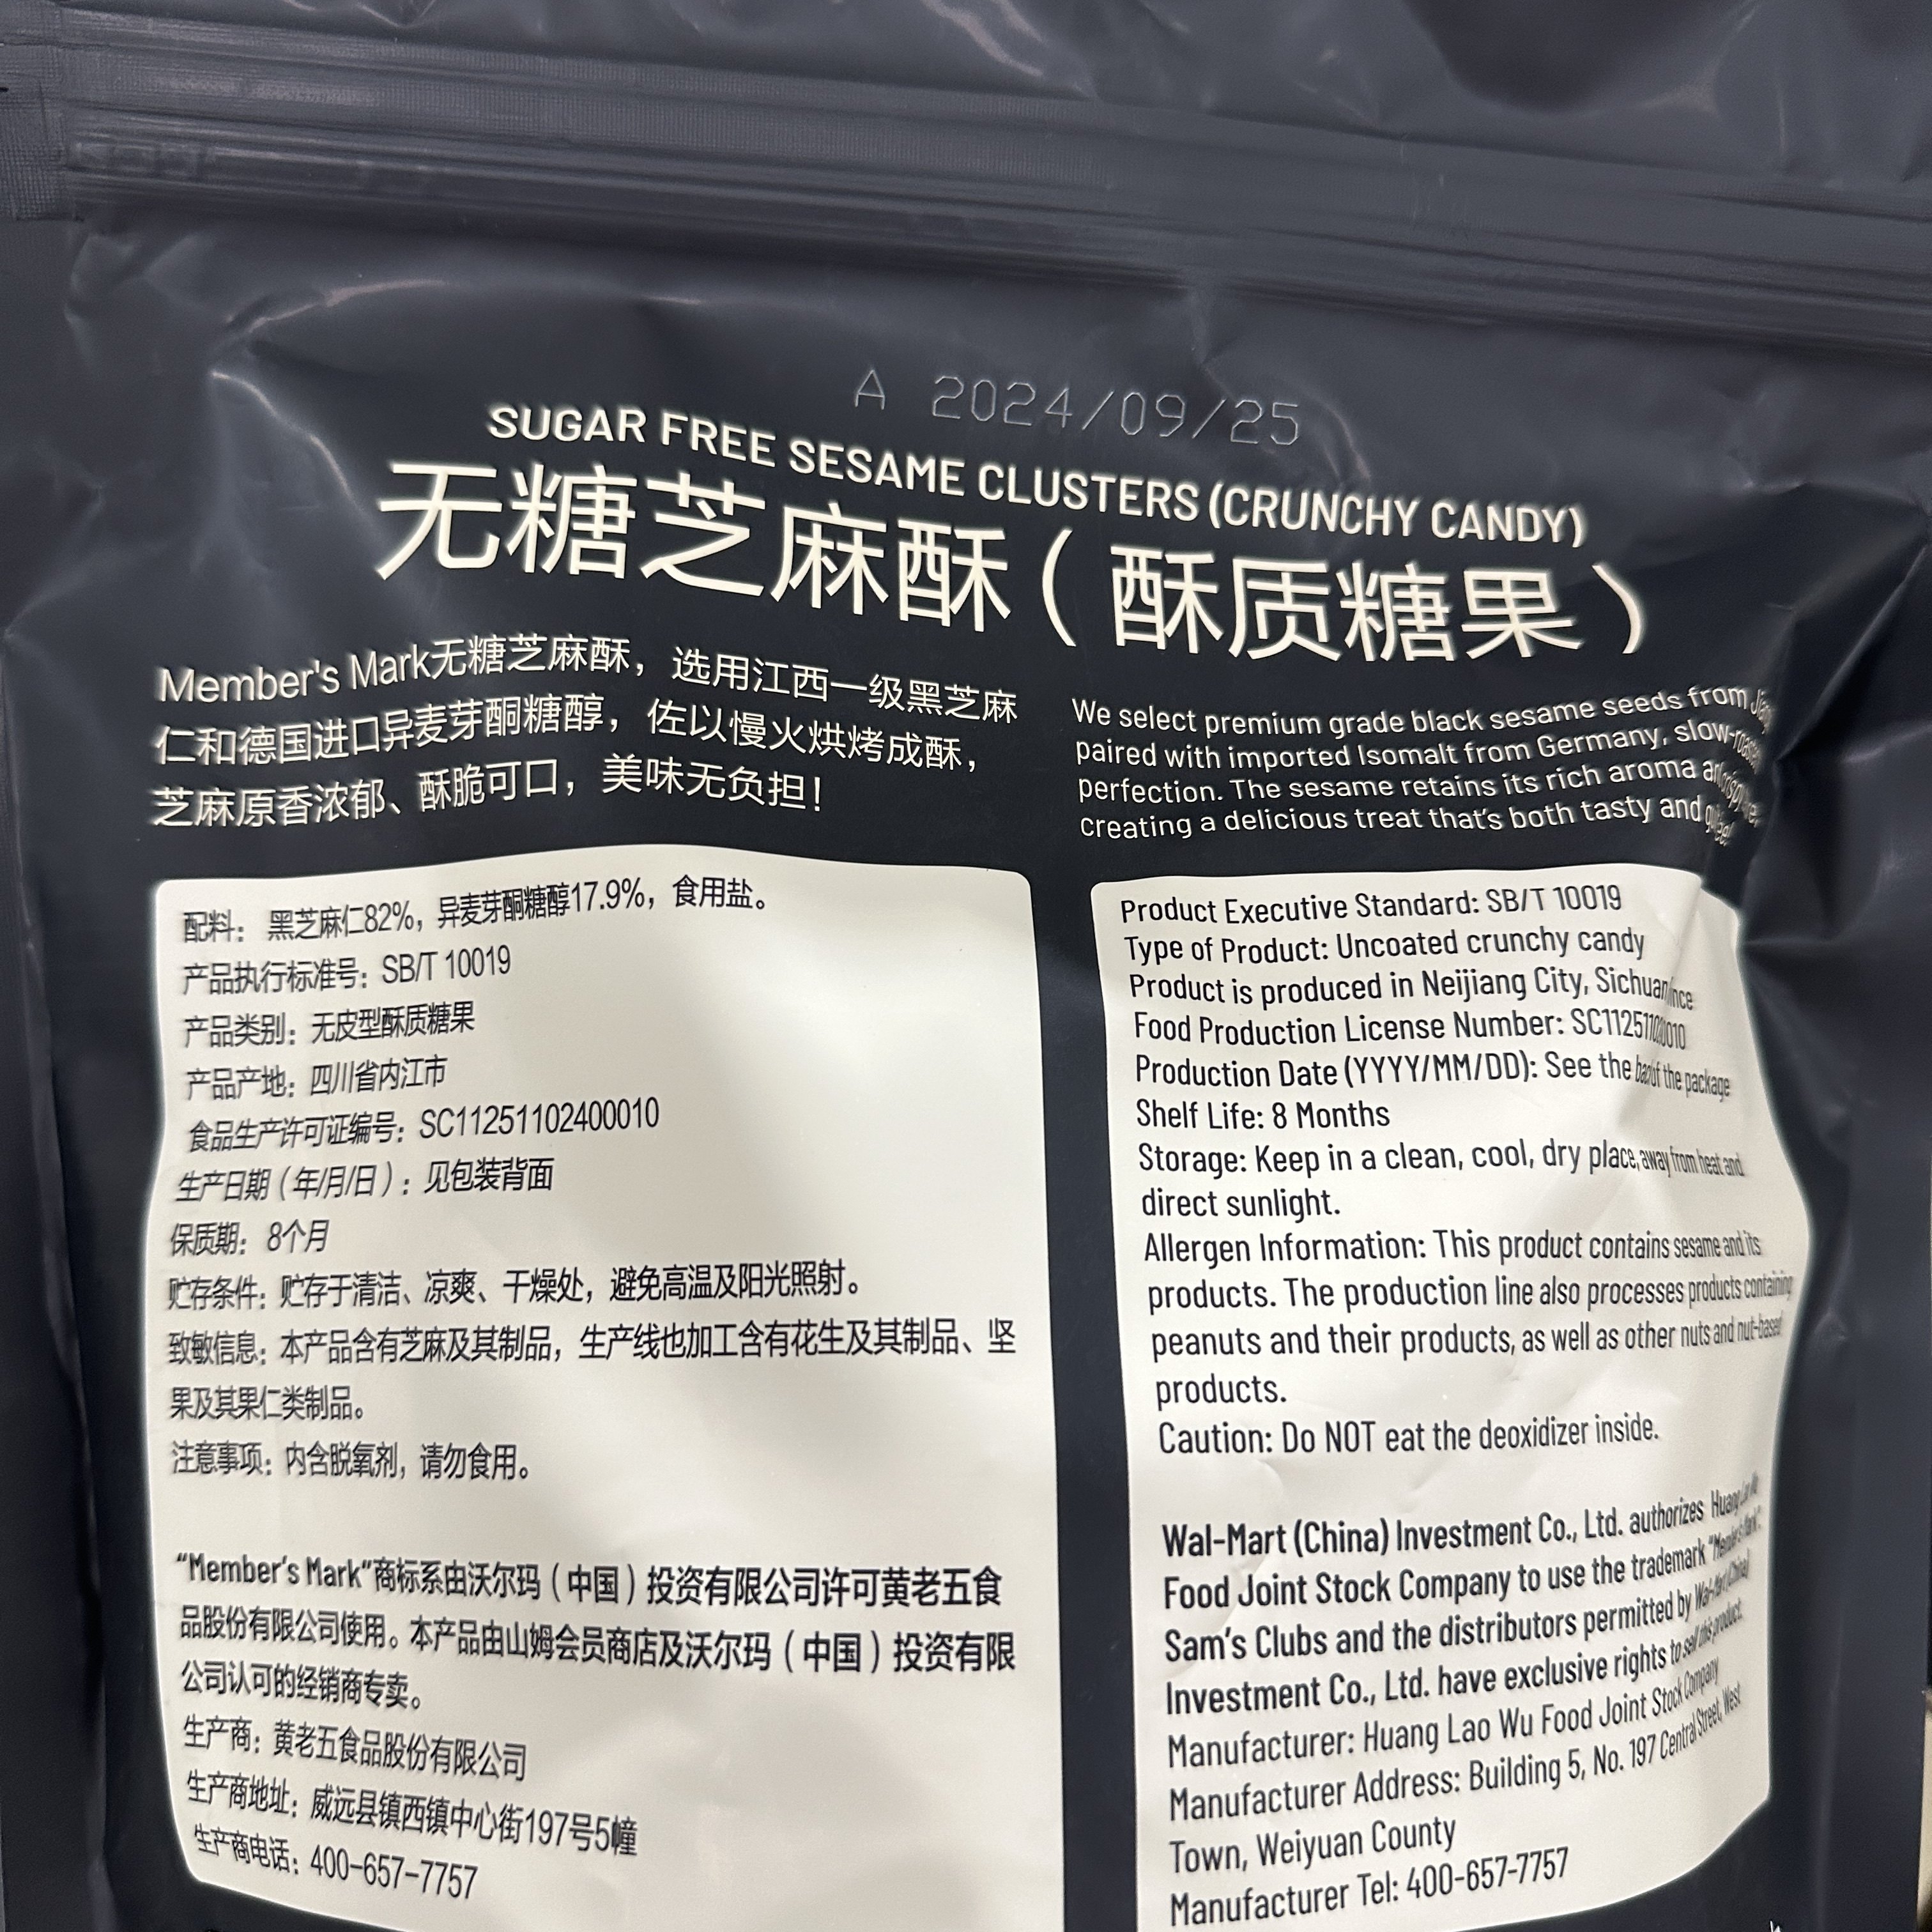 A 2024/09/25
SUGAR FREE SESAME CLUSTERS (CRUNCHY CANDY)
无糖芝麻酥（酥质糖果）
Member's Mark无糖芝麻酥，选用江西一级黑芝麻
仁和德国进口异麦芽酮糖醇，佐以慢火烘烤成酥，
芝麻原香浓郁、酥脆可口，美味无负担！
We select premium grade black sesame seeds from
paired with imported Isomalt from Germany,
perfection. The sesame retains its rich aroma
creating a delicious treat that's both tasty and
配料：黑芝麻仁82%，异麦芽酮糖醇17.9%，食用盐。
产品执行标准号：SB/T 10019
产品类别：无皮型酥质糖果
产品产地：四川省内江市
食品生产许可证编号：SC11251102400010
生产日期（年/月/日）：见包装背面
保质期：8个月
贮存条件：贮存于清洁、凉爽、干燥处，避免高温及阳光照射。
致敏信息：本产品含有芝麻及其制品，生产线也加工含有花生及其制品、坚
果及其果仁类制品。
注意事项：内含脱氧剂，请勿食用。
“Member’s Mark”商标系由沃尔玛（中国）投资有限公司许可黄老五食
品股份有限公司使用。本产品由山姆会员商店及沃尔玛（中国）投资有限
公司认可的经销商专卖。
生产商：黄老五食品股份有限公司
生产商地址：威远县镇西镇中心街197号5幢
生产商电话：400-657-7757
Product Executive Standard: SB/T 10019
Type of Product: Uncoated crunchy candy
Product is produced in Neijiang City, Sichuan
Food Production License Number:
Production Date (YYYY/MM/DD): See the back of the package
Shelf Life: 8 Months
Storage: Keep in a clean, cool, dry place, away from heat and
direct sunlight.
Allergen Information: This product contains sesame and its
products. The production line also processes products containing
peanuts and their products, as well as other nuts and nut-based
products.
Caution: Do NOT eat the deoxidizer inside.
Wal-Mart (China) Investment Co., Ltd. authorizes Huang Lao Wu
Food Joint Stock Company to use the trademark “Member’s Mark”.
Sam’s Clubs and the distributors permitted by Wal-Mart (China)
Investment Co., Ltd. have exclusive rights to sell this product.
Manufacturer: Huang Lao Wu Food Joint Stock Company
Manufacturer Address: Building 5, No. 197 Central Street, West
Town, Weiyuan County
Manufacturer Tel: 400-657-7757